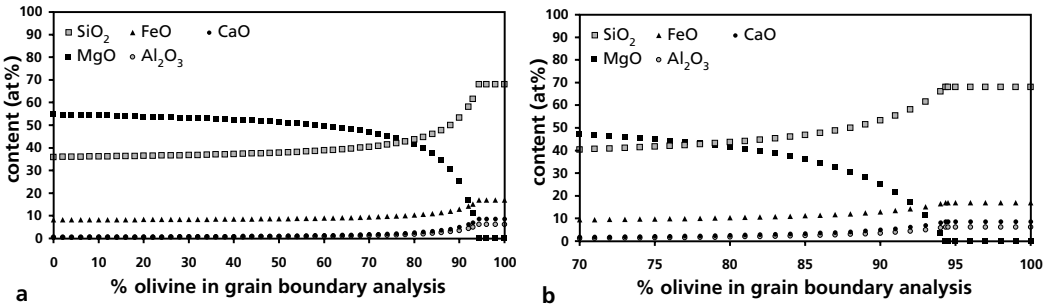 100
90
80
70
60
50
40
30
20
10
0
content (at%)
SiO₂ FeO CaO
MgO Al₂O₃
0 10 20 30 40 50 60 70 80 90 100
% olivine in grain boundary analysis
a
100
90
80
70
60
50
40
30
20
10
0
content (at%)
SiO₂ FeO CaO
MgO Al₂O₃
70 75 80 85 90 95 100
% olivine in grain boundary analysis
b